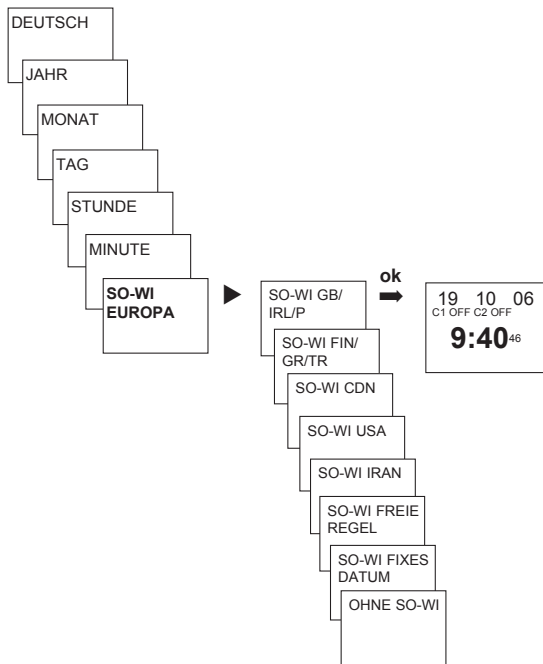 DEUTSCH
JAHR
MONAT
TAG
STUNDE
MINUTE
SO-WI
EUROPA
SO-WI GB/
IRL/P
SO-WI FIN/
GR/TR
SO-WI CDN
SO-WI USA
SO-WI IRAN
SO-WI FREIE
REGEL
SO-WI FIXES
DATUM
OHNE SO-WI
ok
19 10 06
C1 OFF C2 OFF
9:40 46